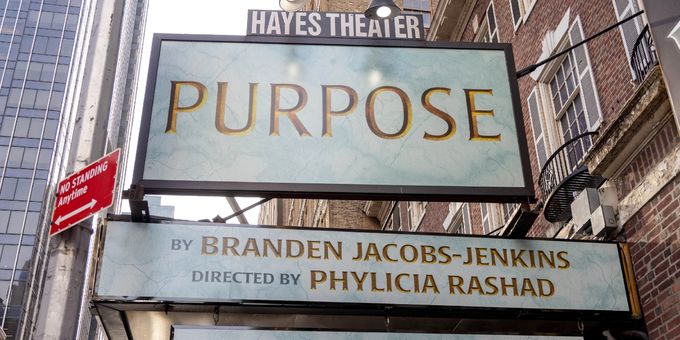 HAYES THEATER
PURPOSE
NO STANDING
Anytime
BY BRANDEN JACOBS-JENKINS
DIRECTED BY PHYLICIA RASHAD